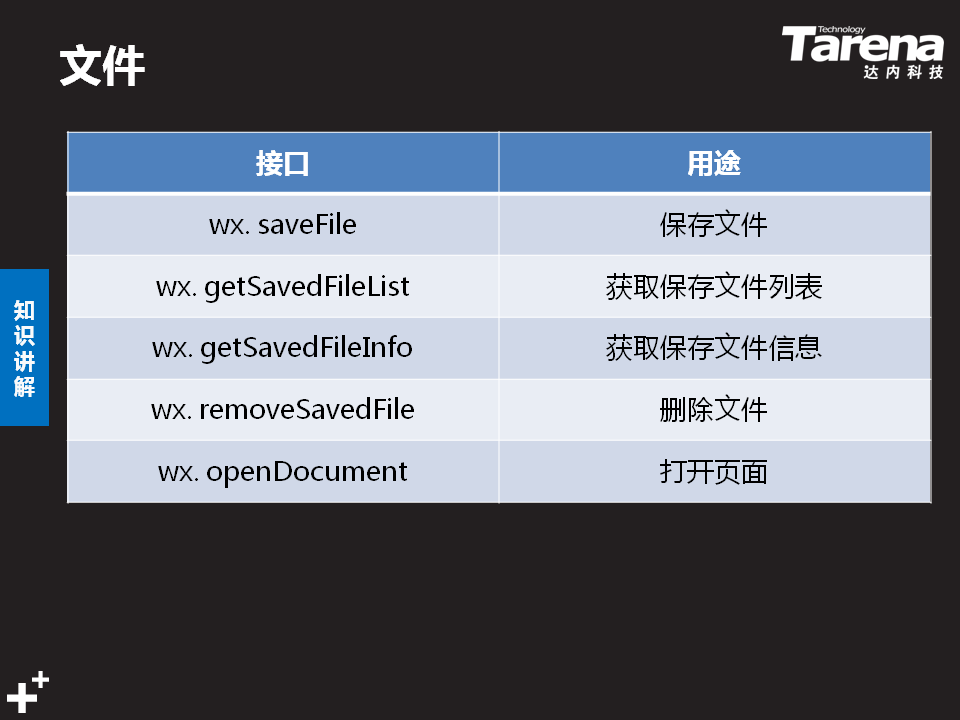 文件
Technology
Tarena
达内科技
接口 用途
wx. saveFile 保存文件
wx. getSavedFileList 获取保存文件列表
wx. getSavedFileInfo 获取保存文件信息
wx. removeSavedFile 删除文件
wx. openDocument 打开页面
知识讲解